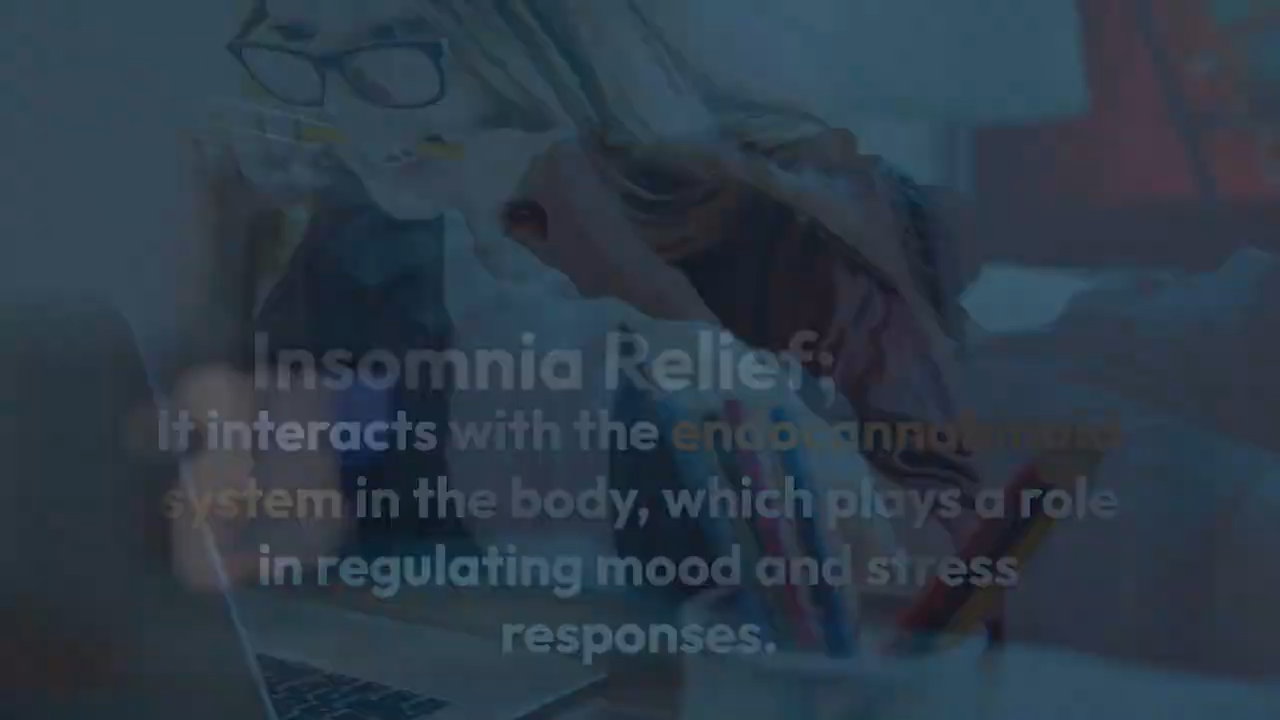 Insomnia Relief;
It interacts with the endocannabinoid
system in the body, which plays a role
in regulating mood and stress
responses.